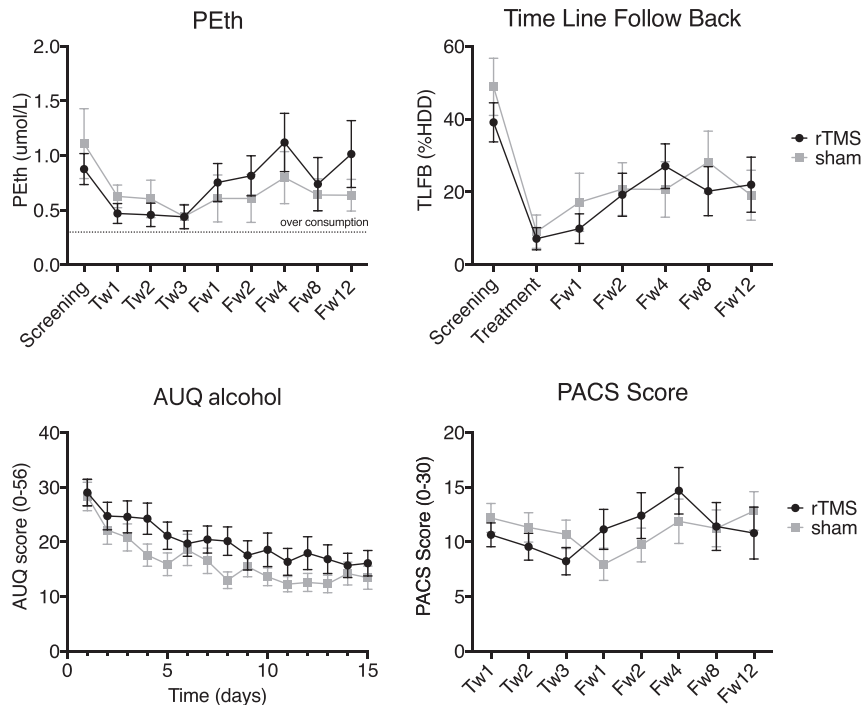 PEth
PEth (umol/L)
2.0
1.5
1.0
0.5
0.0
over consumption
Screening
Tw1
Tw2
Tw3
Fw1
Fw2
Fw4
Fw8
Fw12
Time Line Follow Back
TLFB (%HDD)
60
40
20
0
Screening
Treatment
Fw1
Fw2
Fw4
Fw8
Fw12
rTMS
sham
AUQ alcohol
AUQ score (0-56)
40
30
20
10
0
0
5
10
15
Time (days)
PACS Score
PACS Score (0-30)
20
15
10
5
0
Tw1
Tw2
Tw3
Fw1
Fw2
Fw4
Fw8
Fw12
rTMS
sham